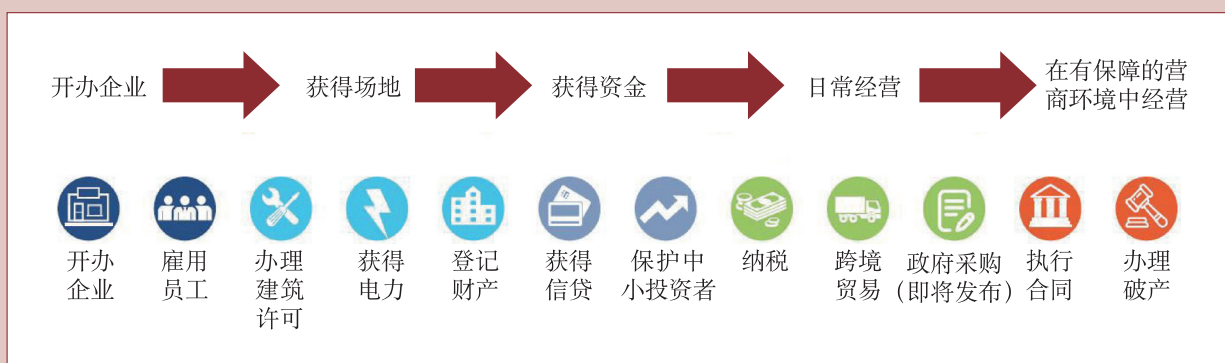 开办企业
获得场地
获得资金
日常经营
在有保障的营
商环境中经营
开办
企业
雇用
员工
办理
建筑
许可
获得
电力
登记
财产
获得
信贷
保护中
小投资者
纳税
跨境
贸易
政府采购
(即将发布)
执行
合同
办理
破产